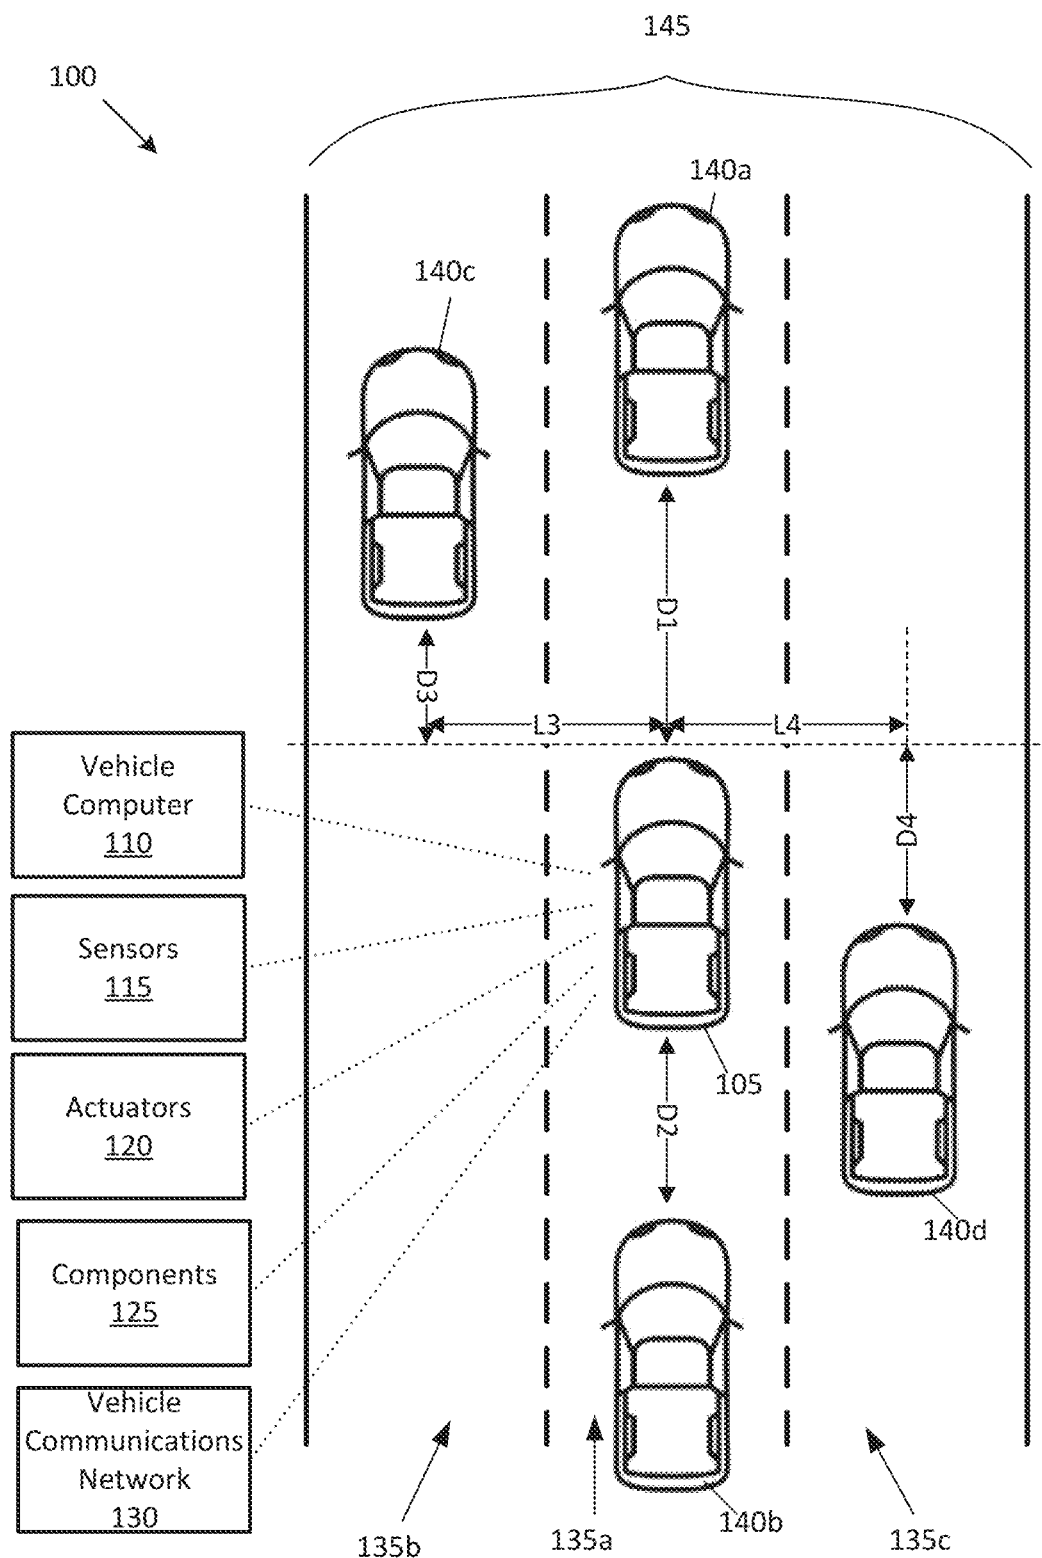 145
100
140a
140c
D1
D3
L3
L4
Vehicle
Computer
110
D4
Sensors
115
105
D2
Actuators
120
140d
Components
125
Vehicle
Communications
Network
130
140b
135b
135a
135c